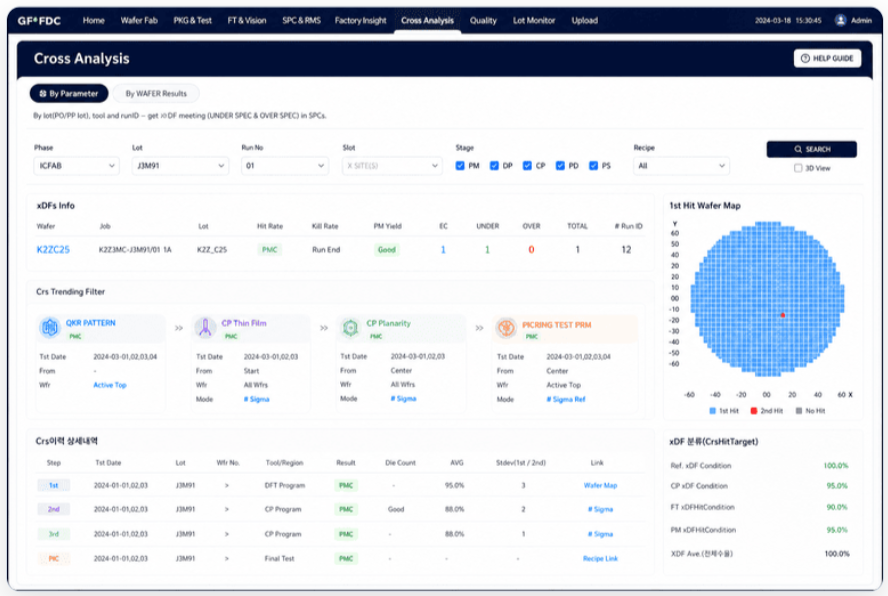 GF*FDC Home Wafer Fab PKG & Test FT & Vision SPC & RMS Factory Insight Cross Analysis Quality Lot Monitor Upload 2024-03-18 15:30:45 Admin
Cross Analysis
HELP GUIDE
By Parameter By WAFER Results
By lot(PO/PP lot), tool and runID — get xDF meeting (UNDER SPEC & OVER SPEC) in SPCs.
Phase Lot Run No Slot Stage Recipe
ICFAB J3M91 01 X SITE(S) PM DP CP PD PS All
SEARCH
3D View
xDFs Info
Wafer Job Lot Hit Rate Kill Rate PM Yield EC UNDER OVER TOTAL # Run ID
K2ZC25 K2Z3MC-J3M91/01 1A K2Z_C25 PMC Run End Good 1 1 0 1 12
1st Hit Wafer Map
Y
60
50
40
30
20
10
00
-10
-20
-30
-40
-50
-60
-60 -40 -20 00 20 40 60 X
1st Hit 2nd Hit No Hit
Crs Trending Filter
QKR PATTERN
PMC
Tst Date 2024-03-01,02,03,04
From -
Wfr Active Top
>>
CP Thin Film
PMC
Tst Date 2024-03-01,02,03
From Start
Wfr All Wfrs
Mode # Sigma
>>
CP Planarity
PMC
Tst Date 2024-03-01,02,03
From Center
Wfr All Wfrs
Mode # Sigma
>>
PICRING TEST PRM
PMC
Tst Date 2024-03-01,02,03,04
From Center
Wfr Active Top
Mode # Sigma Ref
Crs이력 상세내역
Step Tst Date Lot Wfr No. Tool/Region Result Die Count AVG Stdev(1st / 2nd) Link
1st 2024-01-01,02,03 J3M91 > DFT Program PMC - 95.0% 3 Wafer Map
2nd 2024-01-01,02,03 J3M91 > CP Program PMC Good 88.0% 2 # Sigma
3rd 2024-01-01,02,03 J3M91 > CP Program PMC - 88.0% 1 # Sigma
PIC 2024-01-01,02,03 J3M91 > Final Test PMC - - - Recipe Link
xDF 분류(CrsHitTarget)
Ref. xDF Condition 100.0%
CP xDF Condition 95.0%
FT xDFHitCondition 90.0%
PM xDFHitCondition 95.0%
XDF Ave.(전체수율) 100.0%